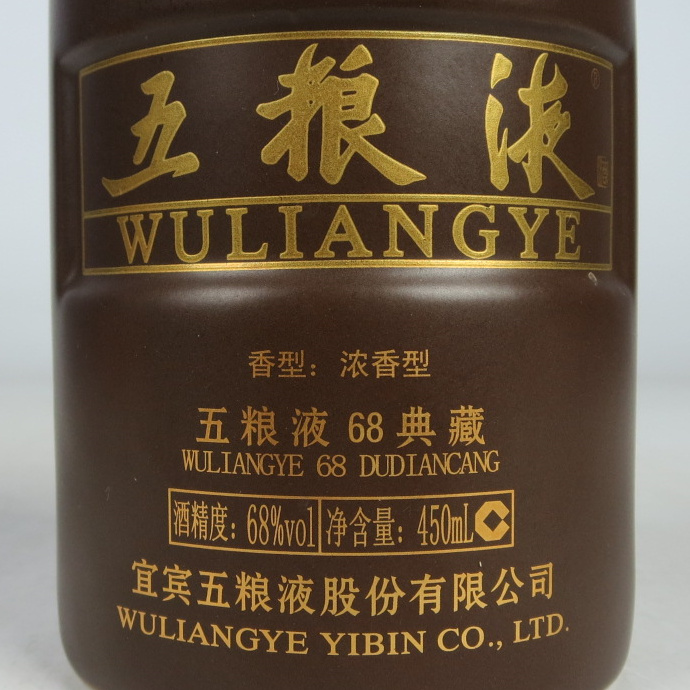 五粮液
WULIANGYE
香型：浓香型
五粮液 68 典藏
WULIANGYE 68 DUDIANCANG
酒精度：68%vol 净含量：450mL
宜宾五粮液股份有限公司
WULIANGYE YIBIN CO., LTD.